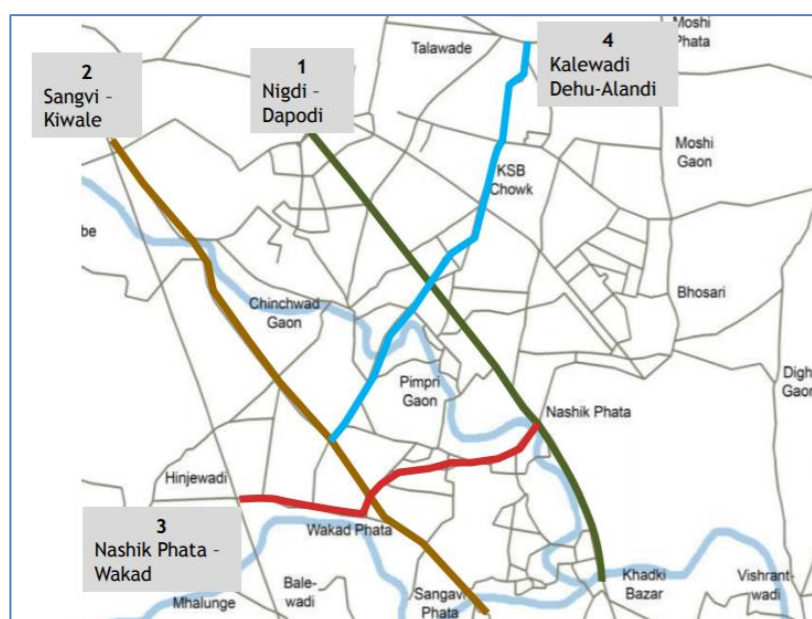 Talawade
Moshi
Phata
4
Kalewadi
Dehu-Alandi
1
Nigdi –
Dapodi
2
Sangvi –
Kiwale
Moshi
Gaon
KSB
Chowk
be
Bhosari
Chinchwad
Gaon
Pimpri
Gaon
Digh
Gaon
Nashik Phata
Hinjewadi
3
Nashik Phata –
Wakad
Wakad Phata
Bale-
wadi
Mhalunge
Sangavi
Phata
Khadki
Bazar
Vishrant-
wadi